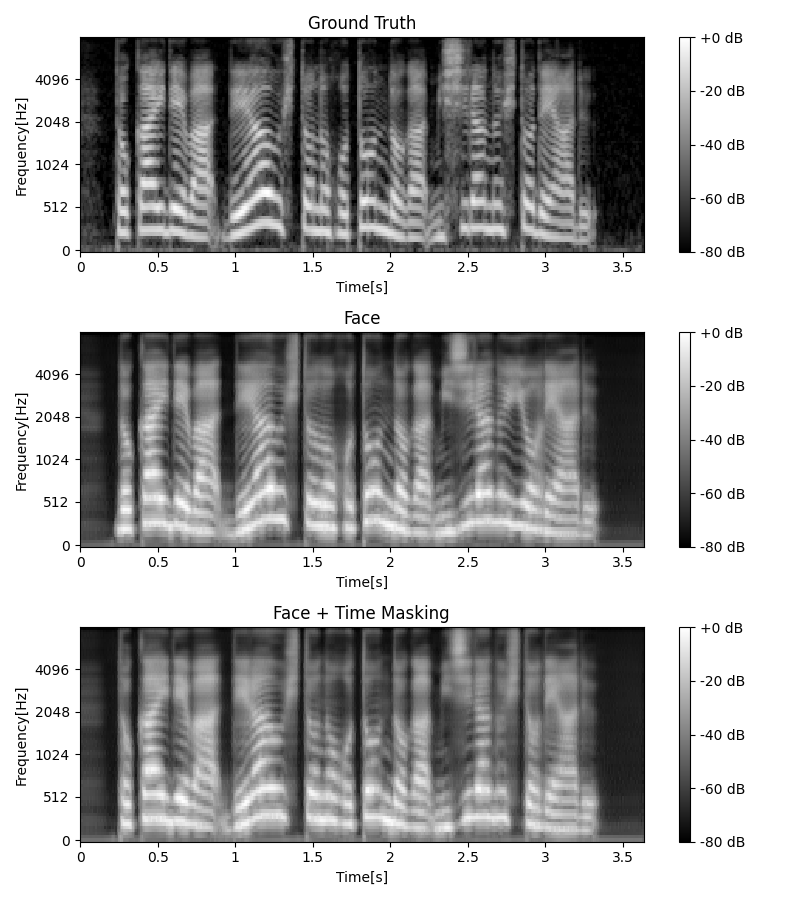 Ground Truth
Frequency[Hz]
4096
2048
1024
512
0
0 0.5 1 1.5 2 2.5 3 3.5
Time[s]
+0 dB
-20 dB
-40 dB
-60 dB
-80 dB
Face
Frequency[Hz]
4096
2048
1024
512
0
0 0.5 1 1.5 2 2.5 3 3.5
Time[s]
+0 dB
-20 dB
-40 dB
-60 dB
-80 dB
Face + Time Masking
Frequency[Hz]
4096
2048
1024
512
0
0 0.5 1 1.5 2 2.5 3 3.5
Time[s]
+0 dB
-20 dB
-40 dB
-60 dB
-80 dB